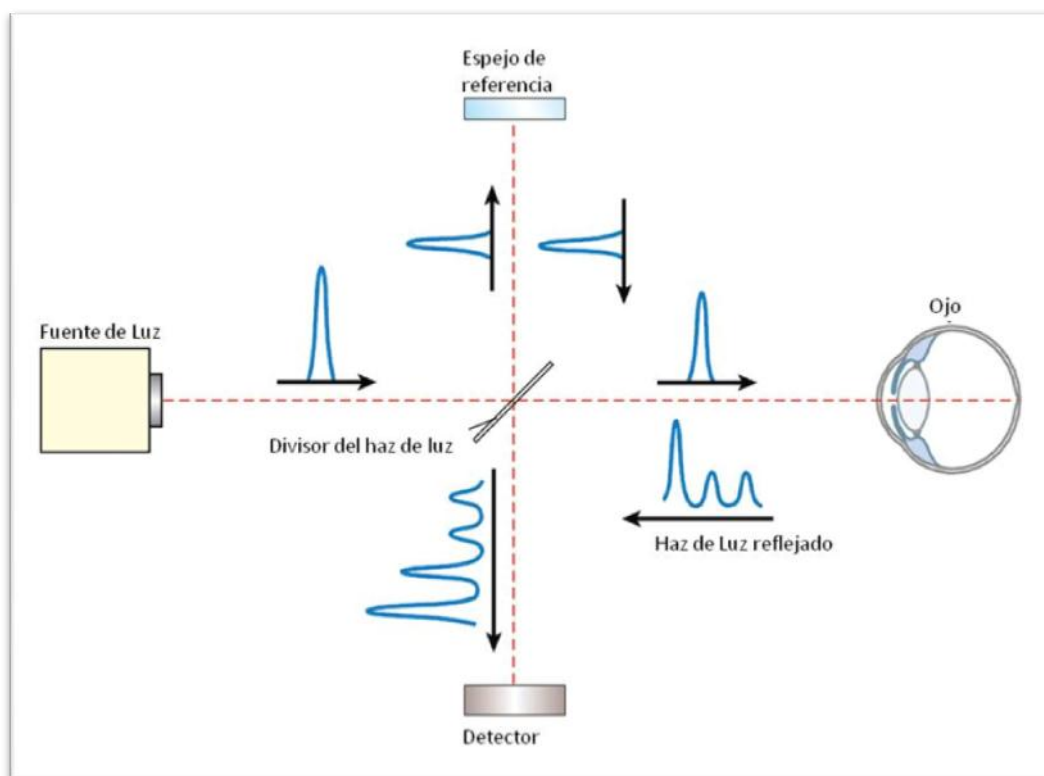 Espejo de
referencia
Ojo
Fuente de Luz
Divisor del haz de luz
Haz de Luz reflejado
Detector